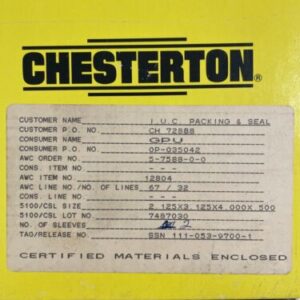 CHESTERTON®
CUSTOMER NAME I.U.C. PACKING & SEAL
CUSTOMER P.O. NO. CH 72888
CONSUMER NAME GPU
CONSUMER P.O. NO. OP-035042
AWC ORDER NO. 5-7588-0-0
CONS. ITEM NO. ---
AWC ITEM NO. 12804
AWC LINE NO./NO. OF LINES 67 / 32
CONS. LINE NO. ---
5100/CSL SIZE 2.125X3.125X4.000X 500
5100/CSL LOT NO. 7487030
NO. OF SLEEVES 2
TAG/RELEASE NO. SSN 111-053-9700-1
CERTIFIED MATERIALS ENCLOSED